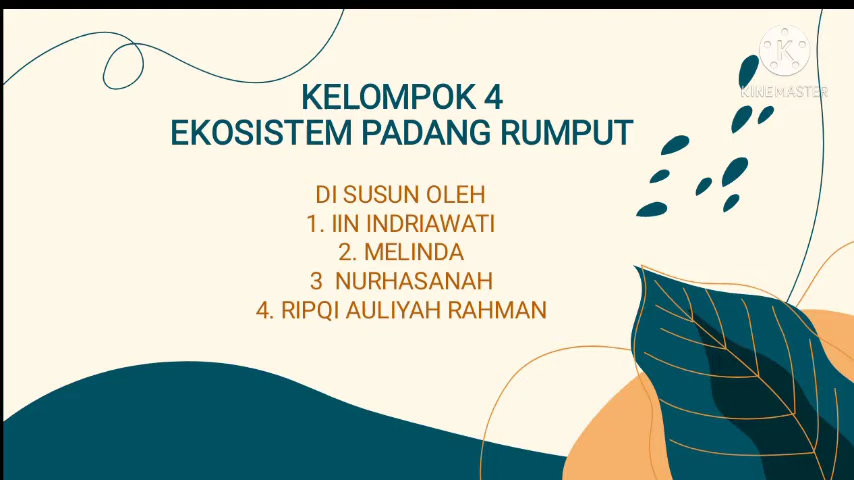 KELOMPOK 4
EKOSISTEM PADANG RUMPUT
DI SUSUN OLEH
1. IIN INDRIAWATI
2. MELINDA
3 NURHASANAH
4. RIPQI AULIYAH RAHMAN
K
KINEMASTER